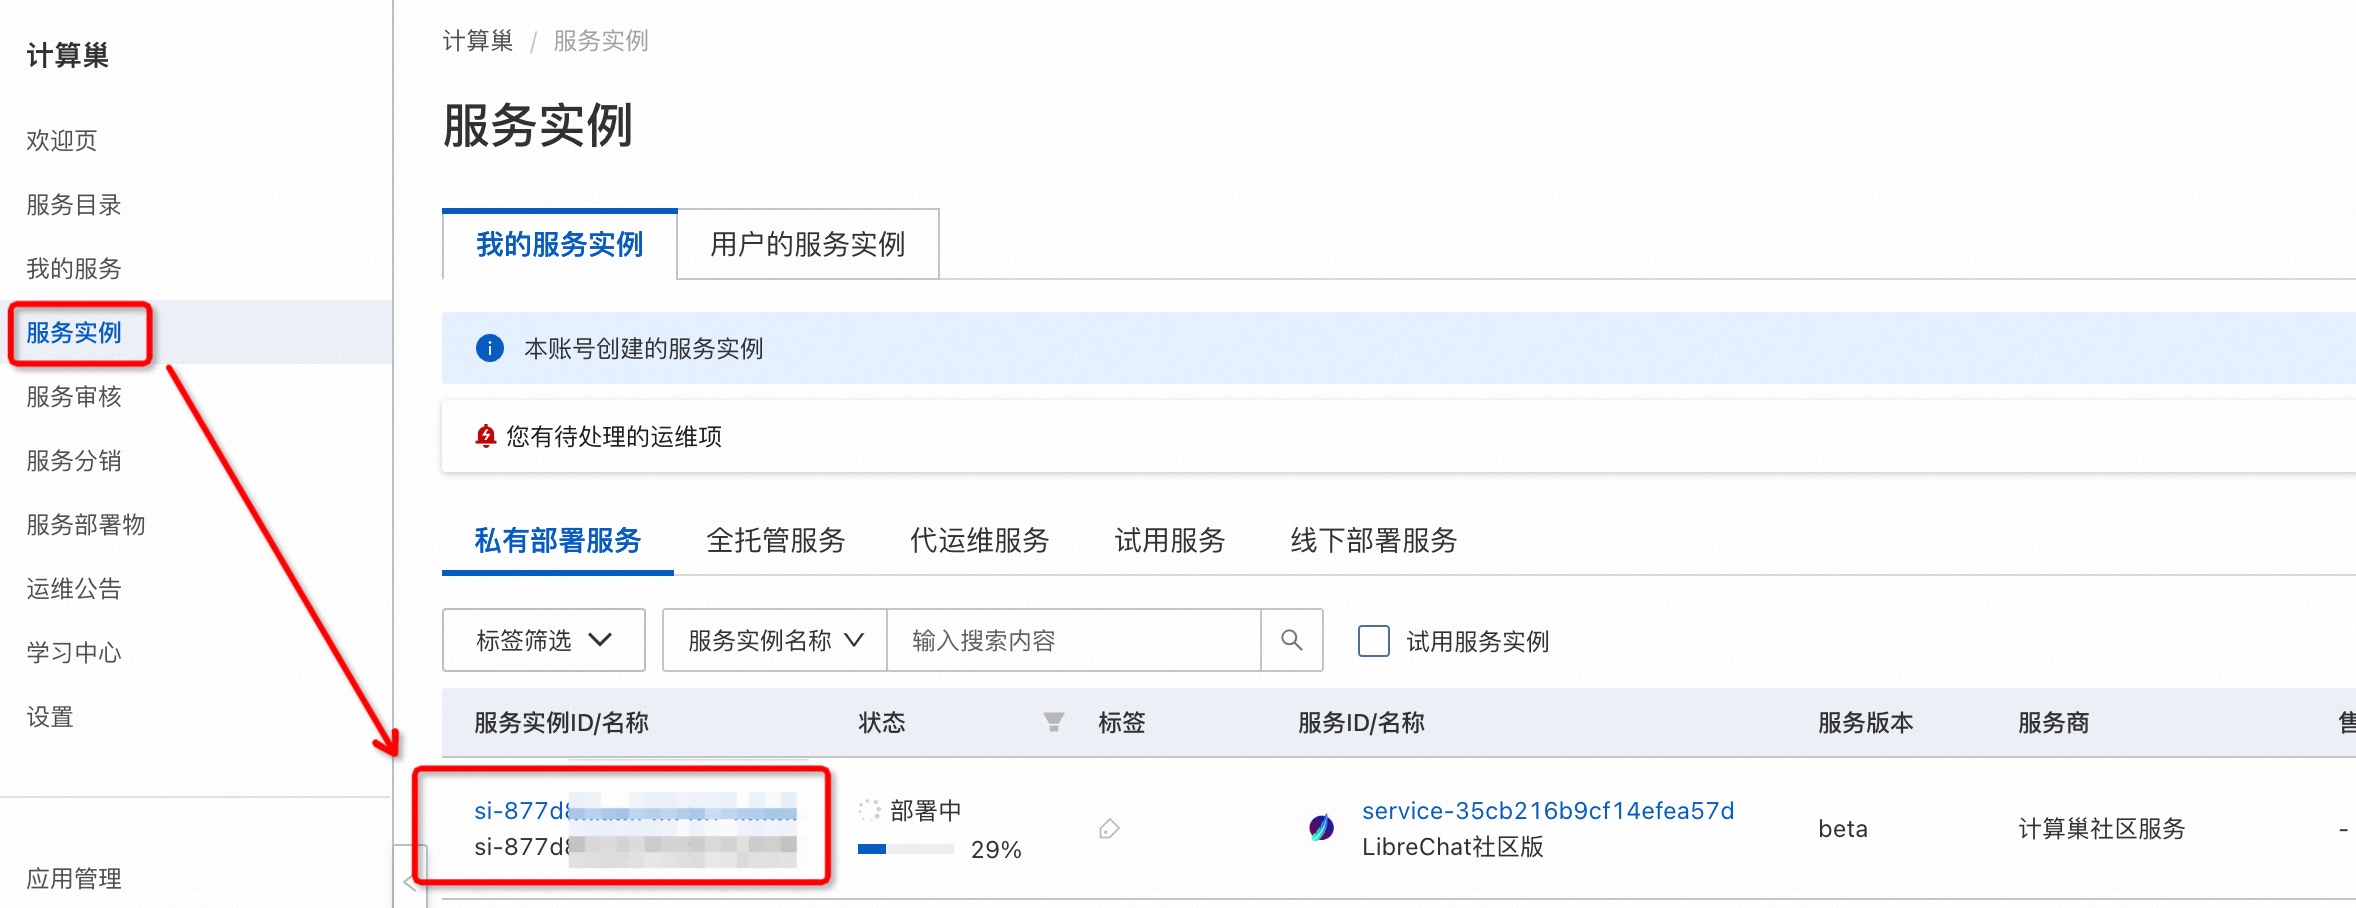 计算巢
欢迎页
服务目录
我的服务
服务实例
服务审核
服务分销
服务部署物
运维公告
学习中心
设置
应用管理
计算巢 / 服务实例
服务实例
我的服务实例 用户的服务实例
本账号创建的服务实例
您有待处理的运维项
私有部署服务 全托管服务 代运维服务 试用服务 线下部署服务
标签筛选 服务实例名称 输入搜索内容 试用服务实例
服务实例ID/名称 状态 标签 服务ID/名称 服务版本 服务商
si-877d 部署中 service-35cb216b9cf14efea57d beta 计算巢社区服务 -
si-877d 29% LibreChat社区版